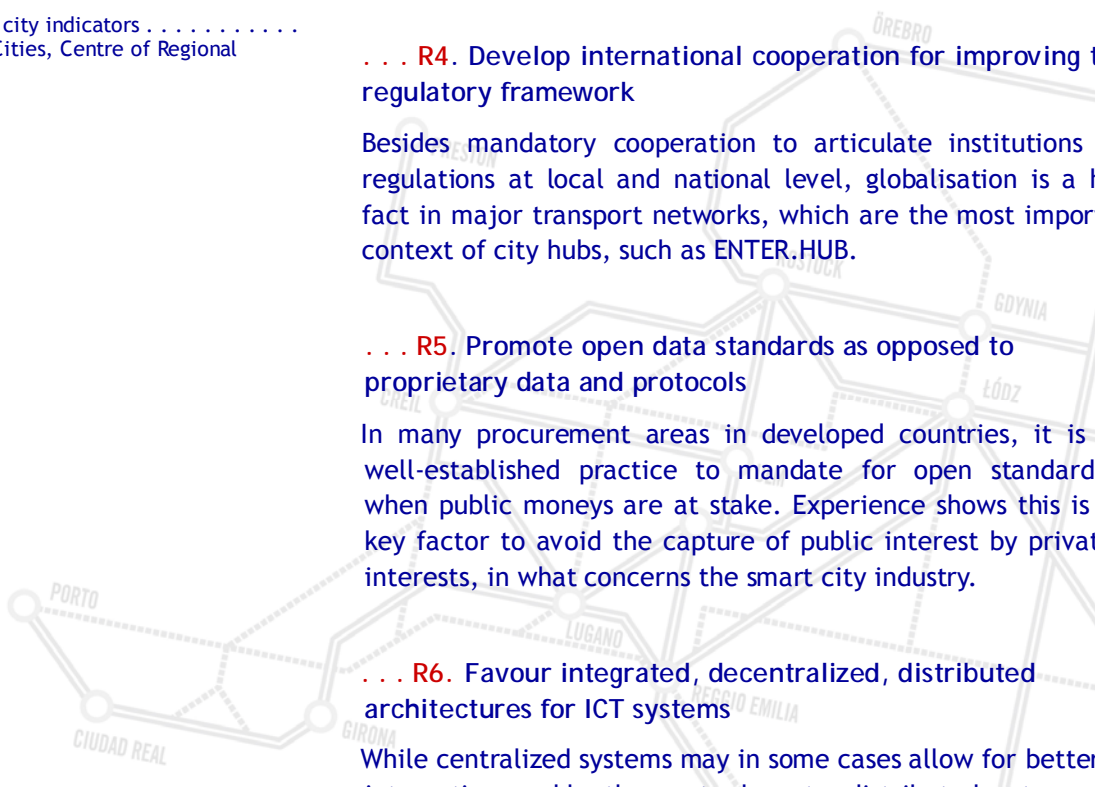 city indicators . . . . . . . . . . .
Cities, Centre of Regional
. . . R4. Develop international cooperation for improving
regulatory framework
Besides mandatory cooperation to articulate institutions
regulations at local and national level, globalisation is a
fact in major transport networks, which are the most
context of city hubs, such as ENTER.HUB.
. . . R5. Promote open data standards as opposed to
proprietary data and protocols
In many procurement areas in developed countries, it is
well-established practice to mandate for open
when public moneys are at stake. Experience shows this is
key factor to avoid the capture of public interest by
interests, in what concerns the smart city industry.
. . . R6. Favour integrated, decentralized, distributed
architectures for ICT systems
While centralized systems may in some cases allow for better
ÖREBRO
PRESTON
ROSTOCK
GDYNIA
CREIL
ŁÓDŹ
PORTO
LUGANO
REGGIO EMILIA
GIRONA
CIUDAD REAL